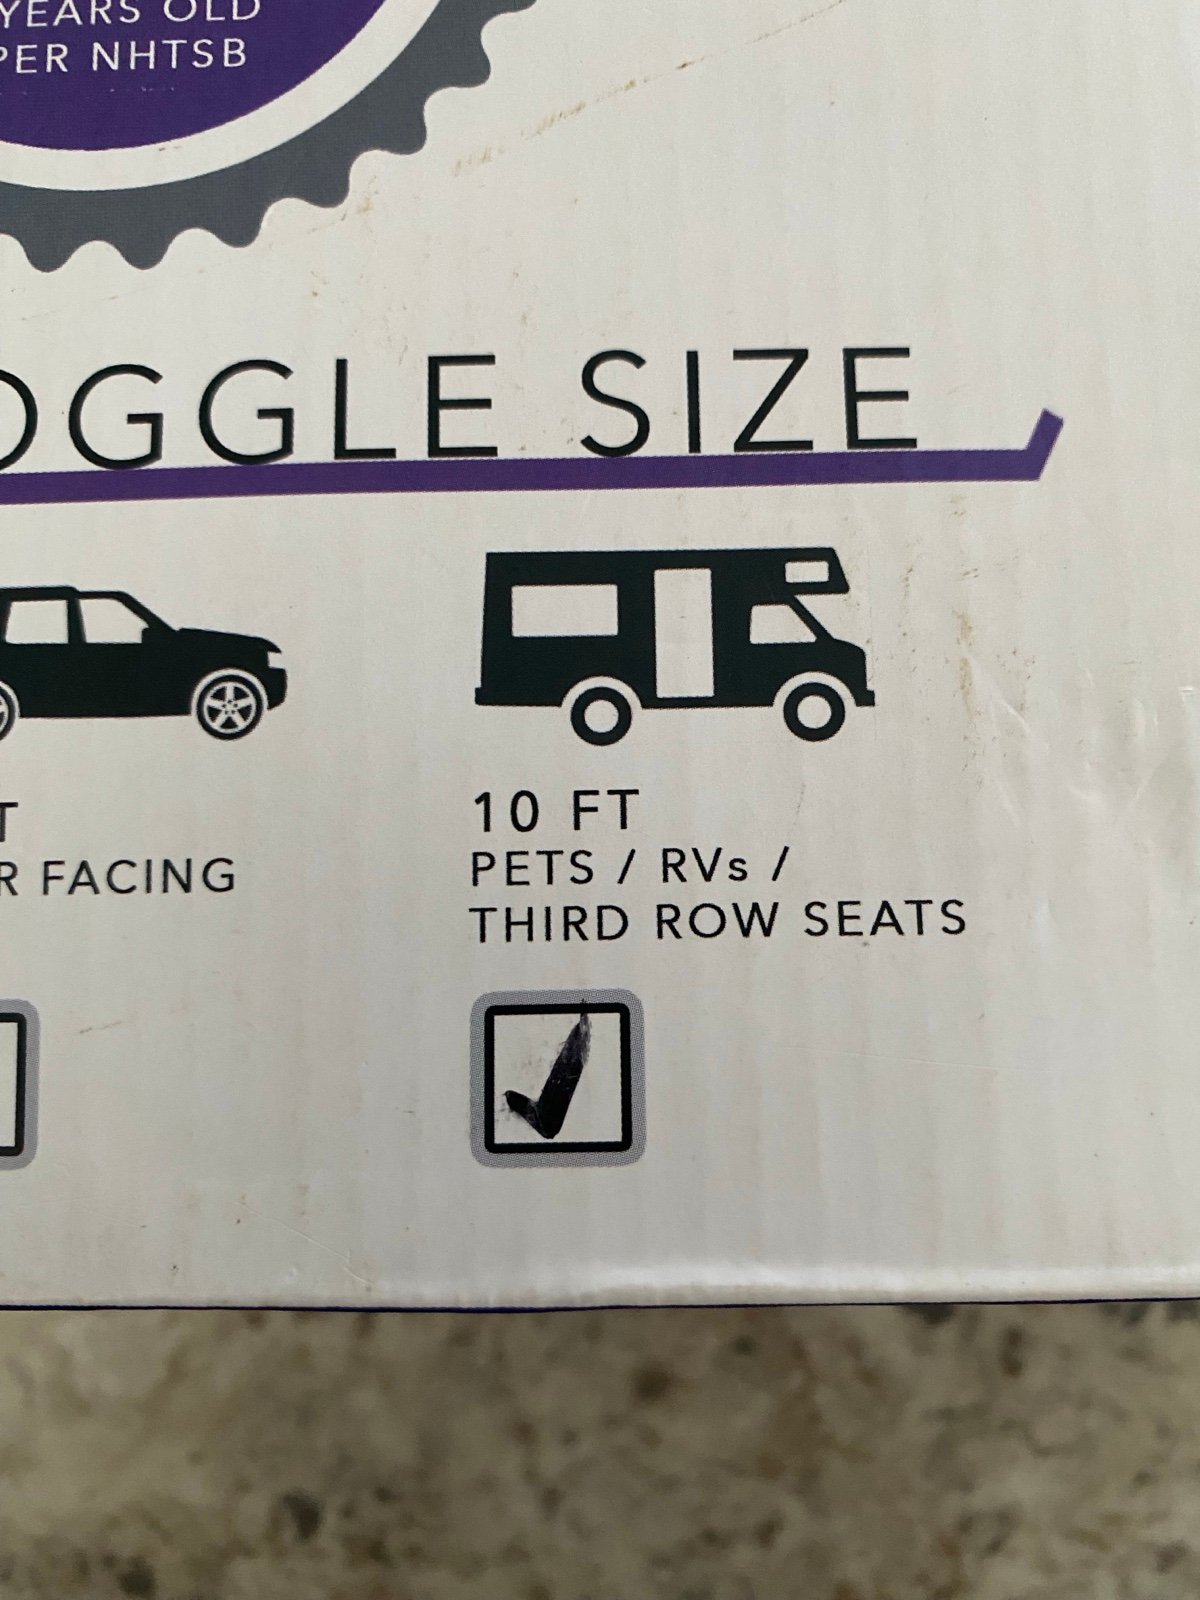 YEARS OLD
PER NHTSB
OGGLE SIZE
T
R FACING
10 FT
PETS / RVs /
THIRD ROW SEATS